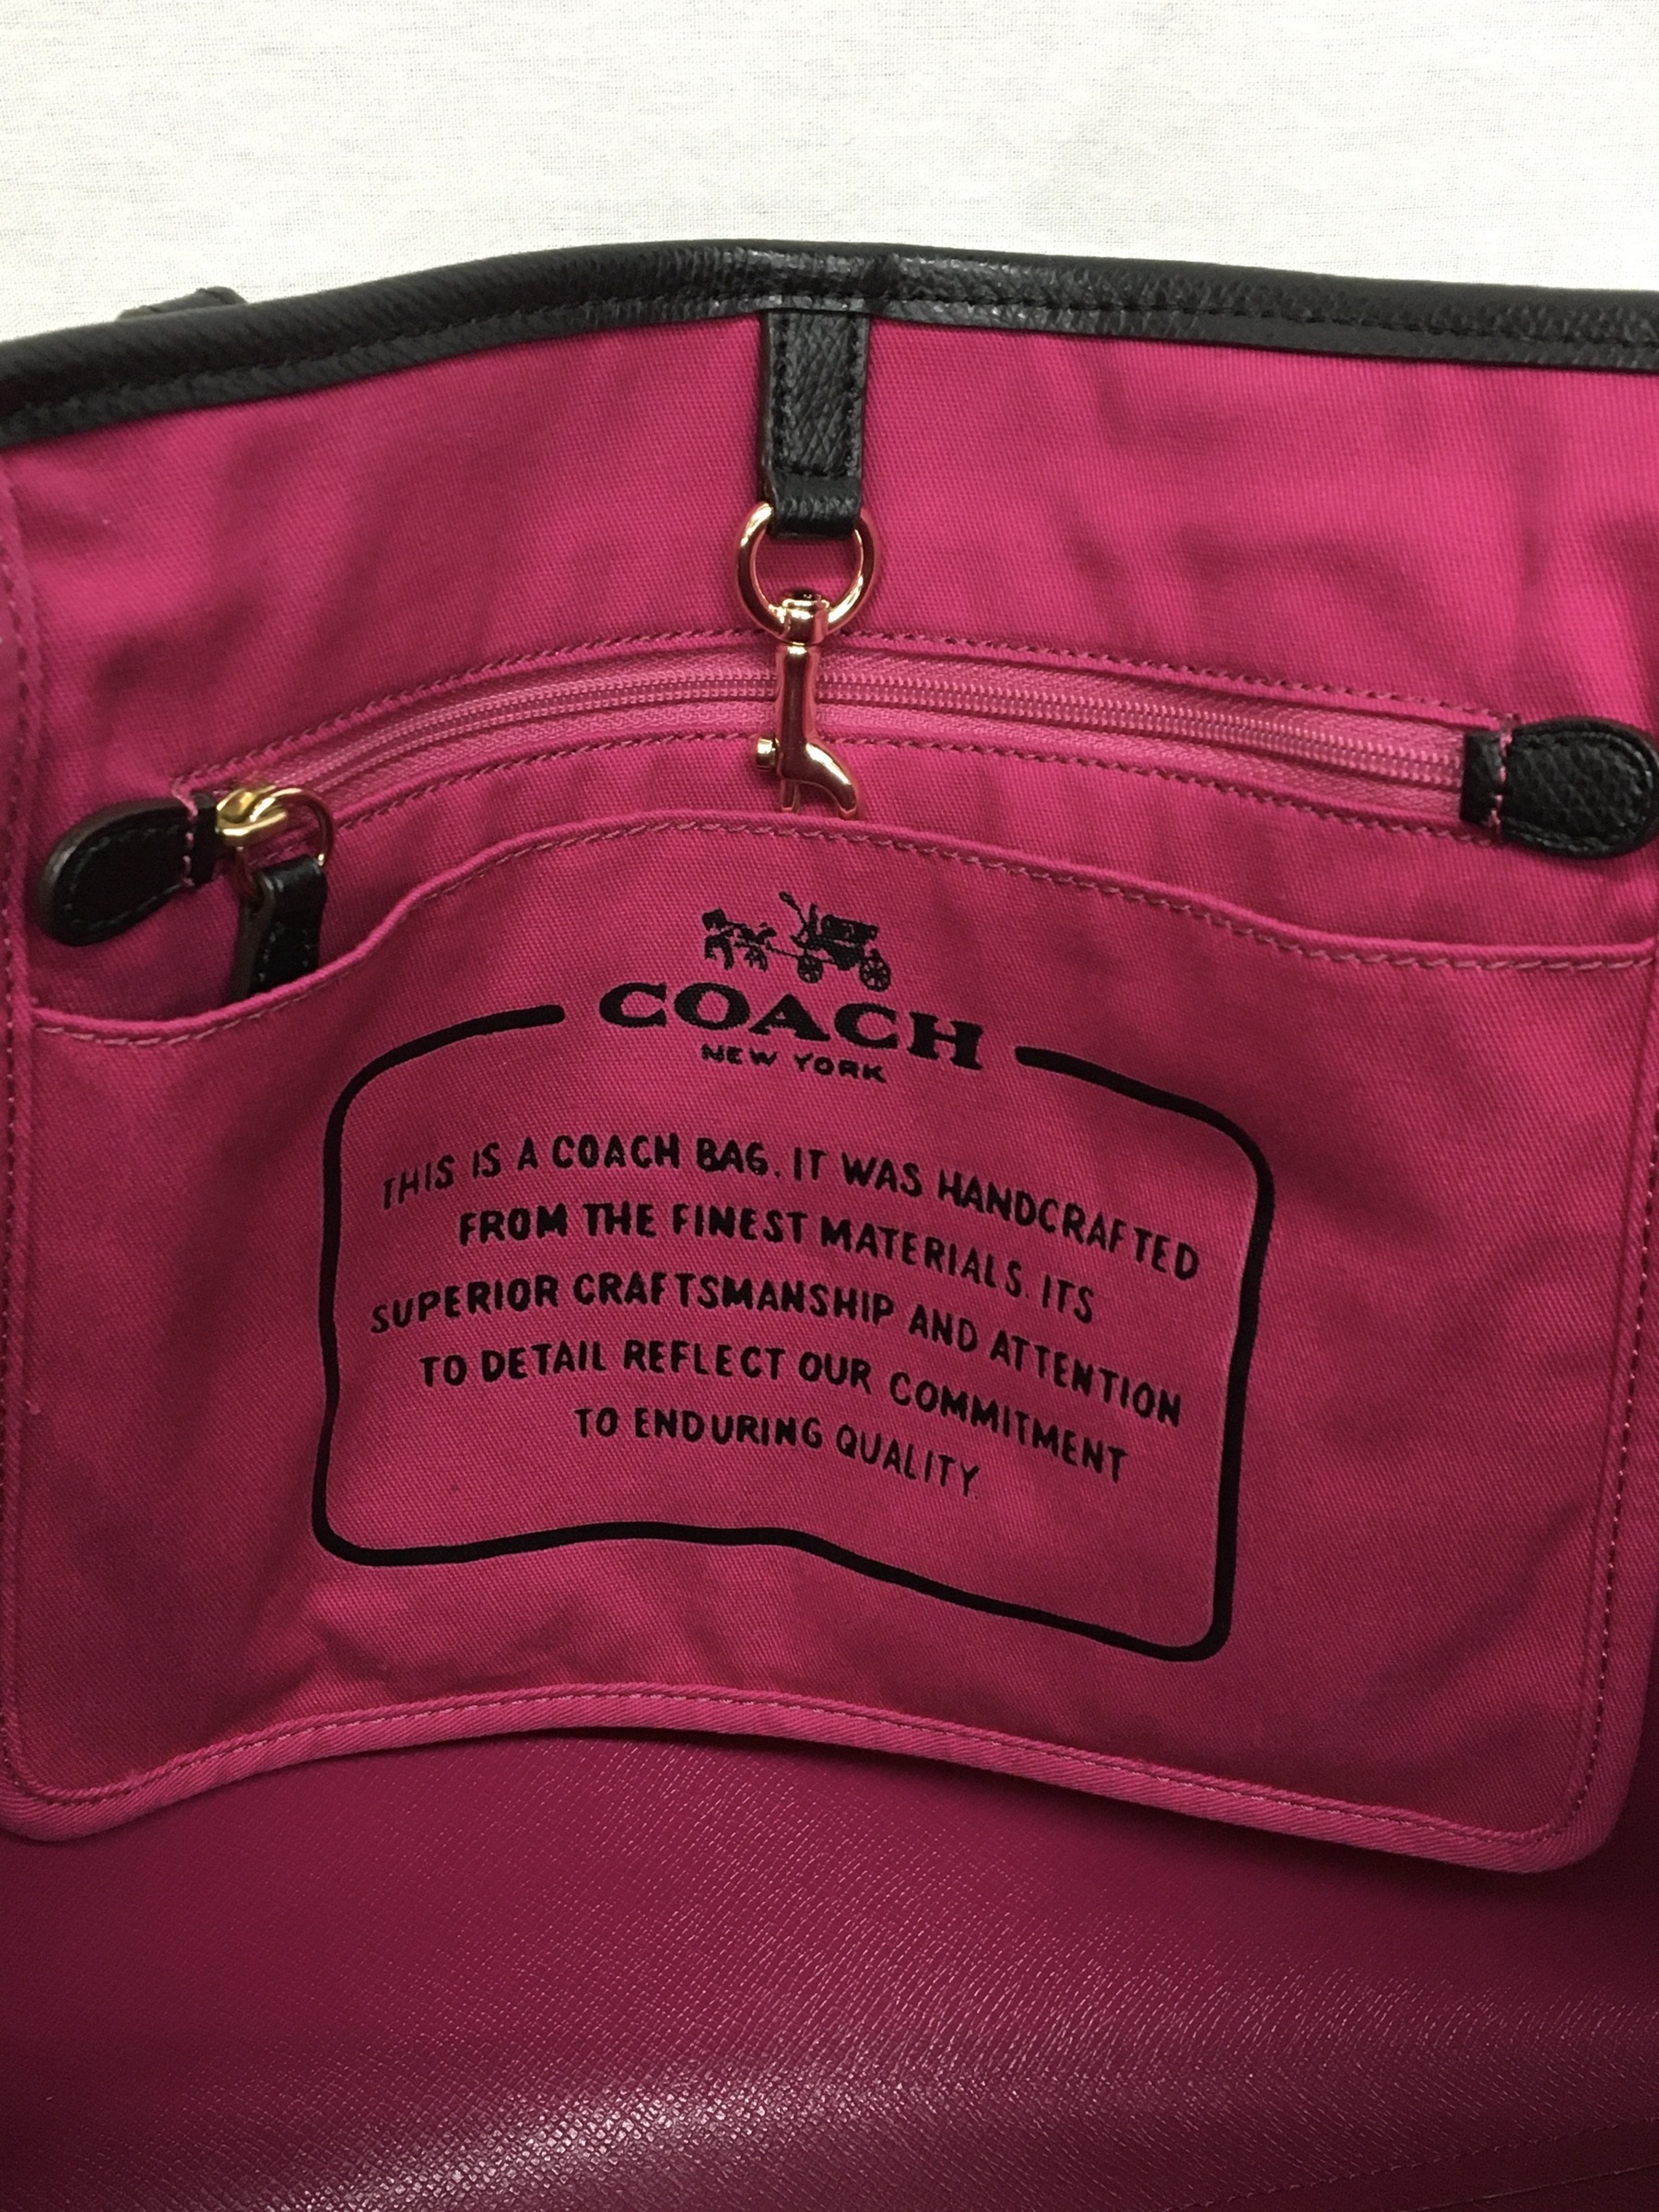 COACH
NEW YORK
THIS IS A COACH BAG. IT WAS HANDCRAFTED
FROM THE FINEST MATERIALS. ITS
SUPERIOR CRAFTSMANSHIP AND ATTENTION
TO DETAIL REFLECT OUR COMMITMENT
TO ENDURING QUALITY.